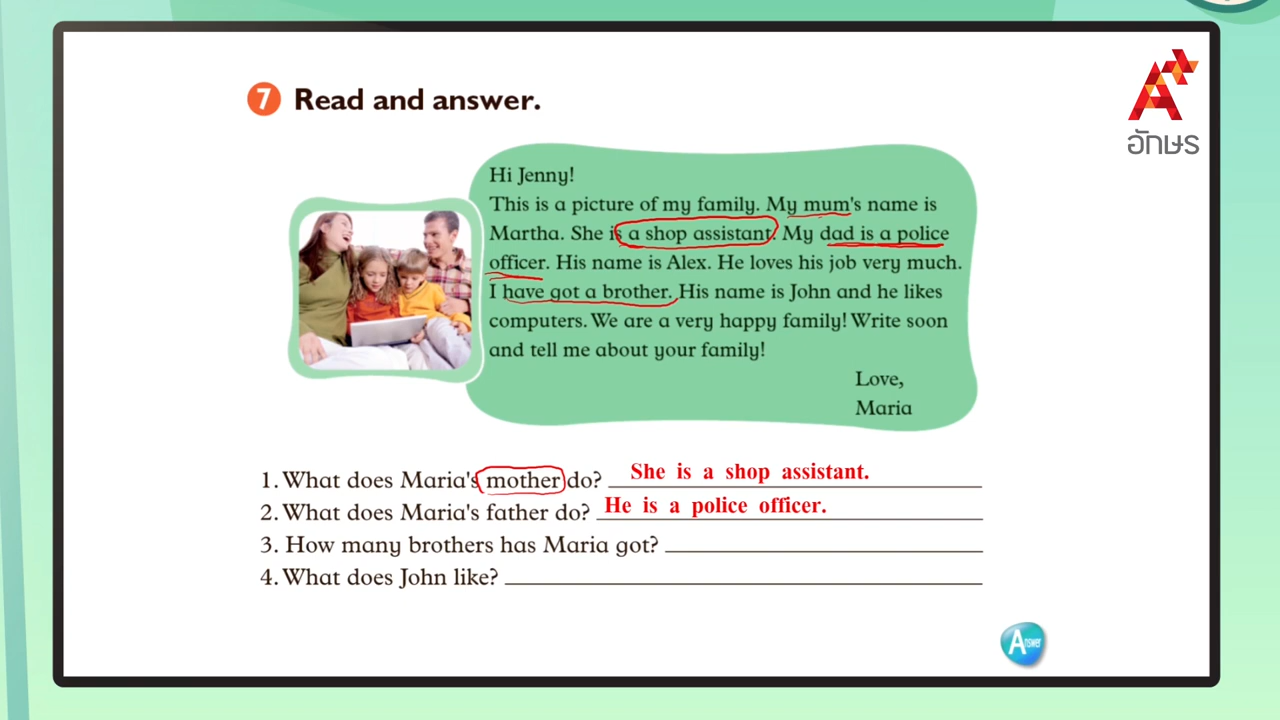 7 Read and answer.
อักษร
Hi Jenny!
This is a picture of my family. My mum's name is
Martha. She is a shop assistant. My dad is a police
officer. His name is Alex. He loves his job very much.
I have got a brother. His name is John and he likes
computers. We are a very happy family! Write soon
and tell me about your family!
Love,
Maria
1. What does Maria's mother do? She is a shop assistant.
2. What does Maria's father do? He is a police officer.
3. How many brothers has Maria got?
4. What does John like?
Answer